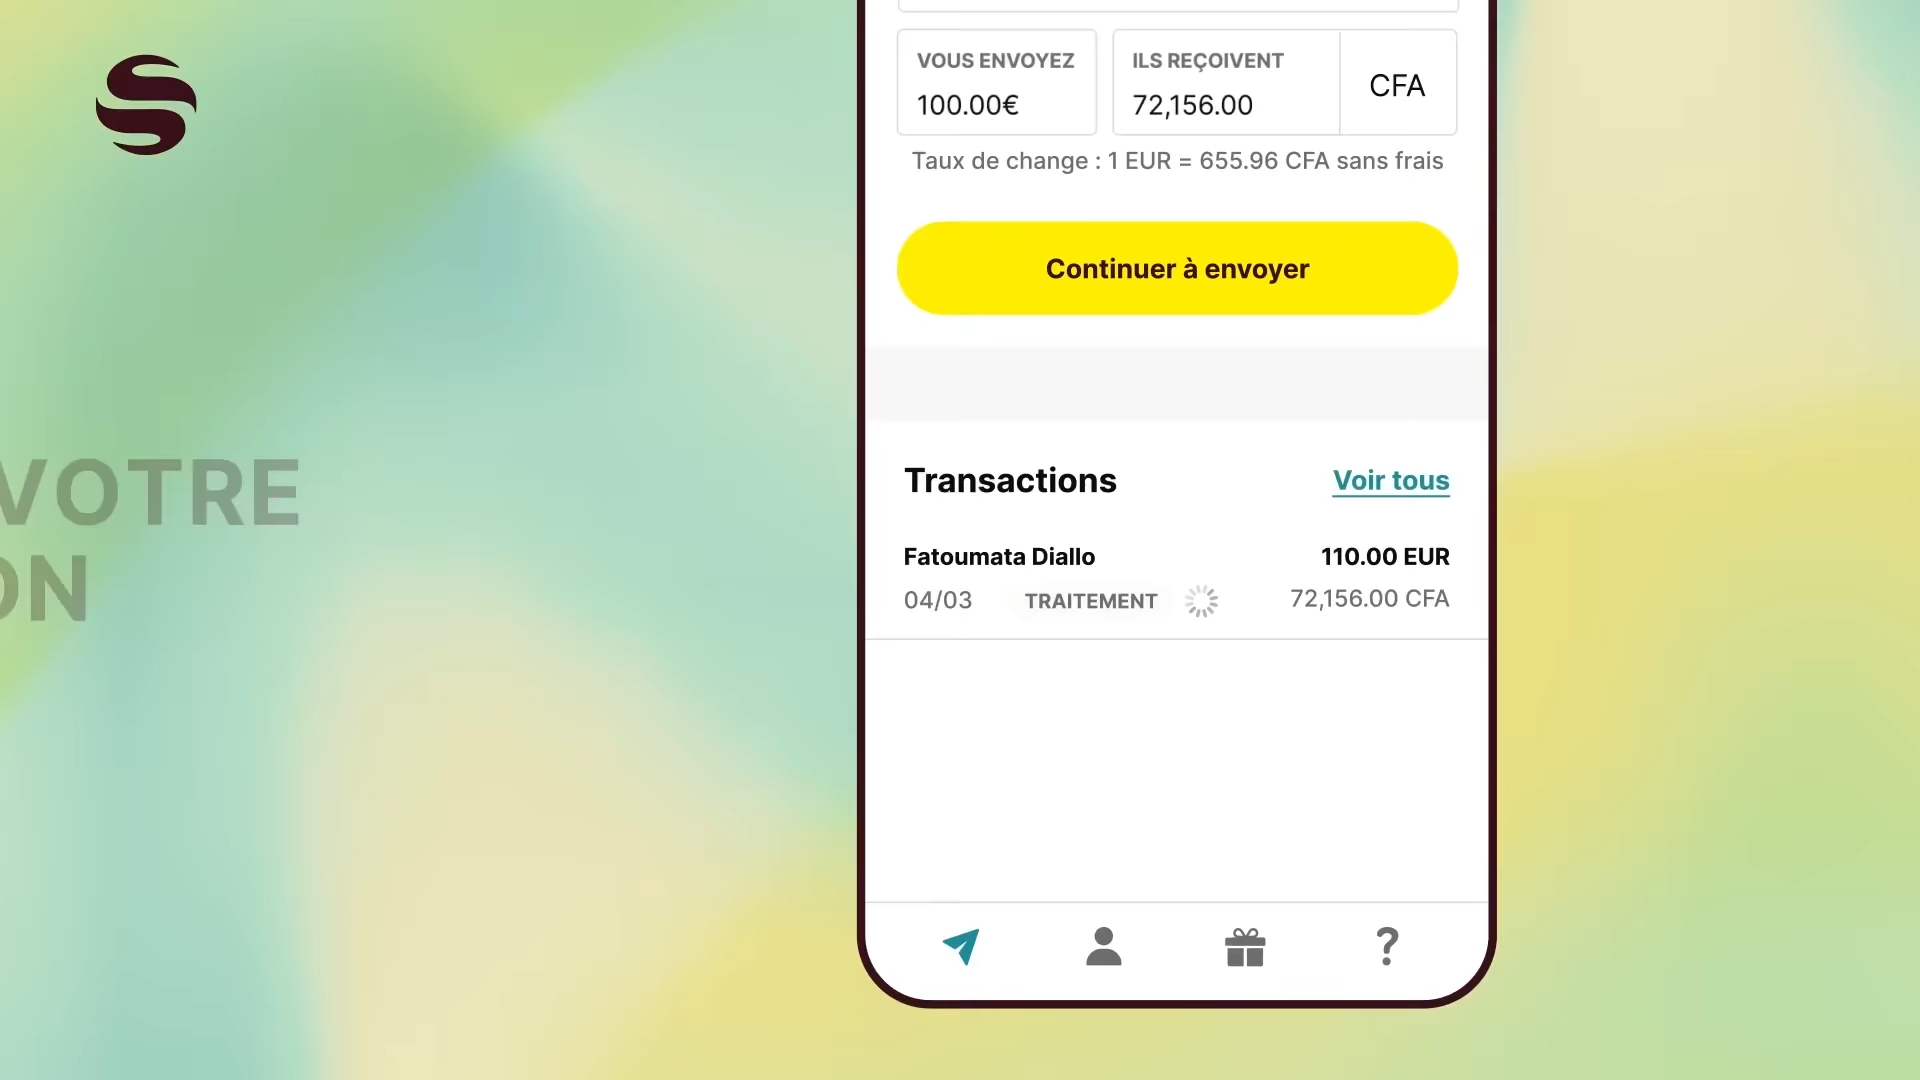 VOTRE
ON
VOUS ENVOYEZ
100.00€
ILS REÇOIVENT
72,156.00
CFA
Taux de change : 1 EUR = 655.96 CFA sans frais
Continuer à envoyer
Transactions
Voir tous
Fatoumata Diallo
110.00 EUR
04/03
TRAITEMENT
72,156.00 CFA